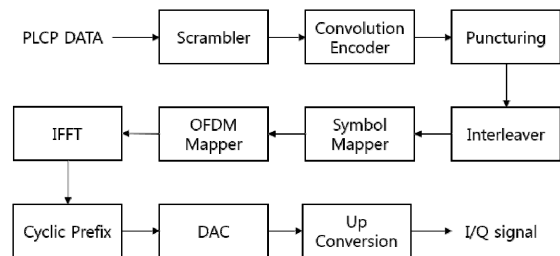 PLCP DATA
Scrambler
Convolution
Encoder
Puncturing
IFFT
OFDM
Mapper
Symbol
Mapper
Interleaver
Cyclic Prefix
DAC
Up
Conversion
I/Q signal